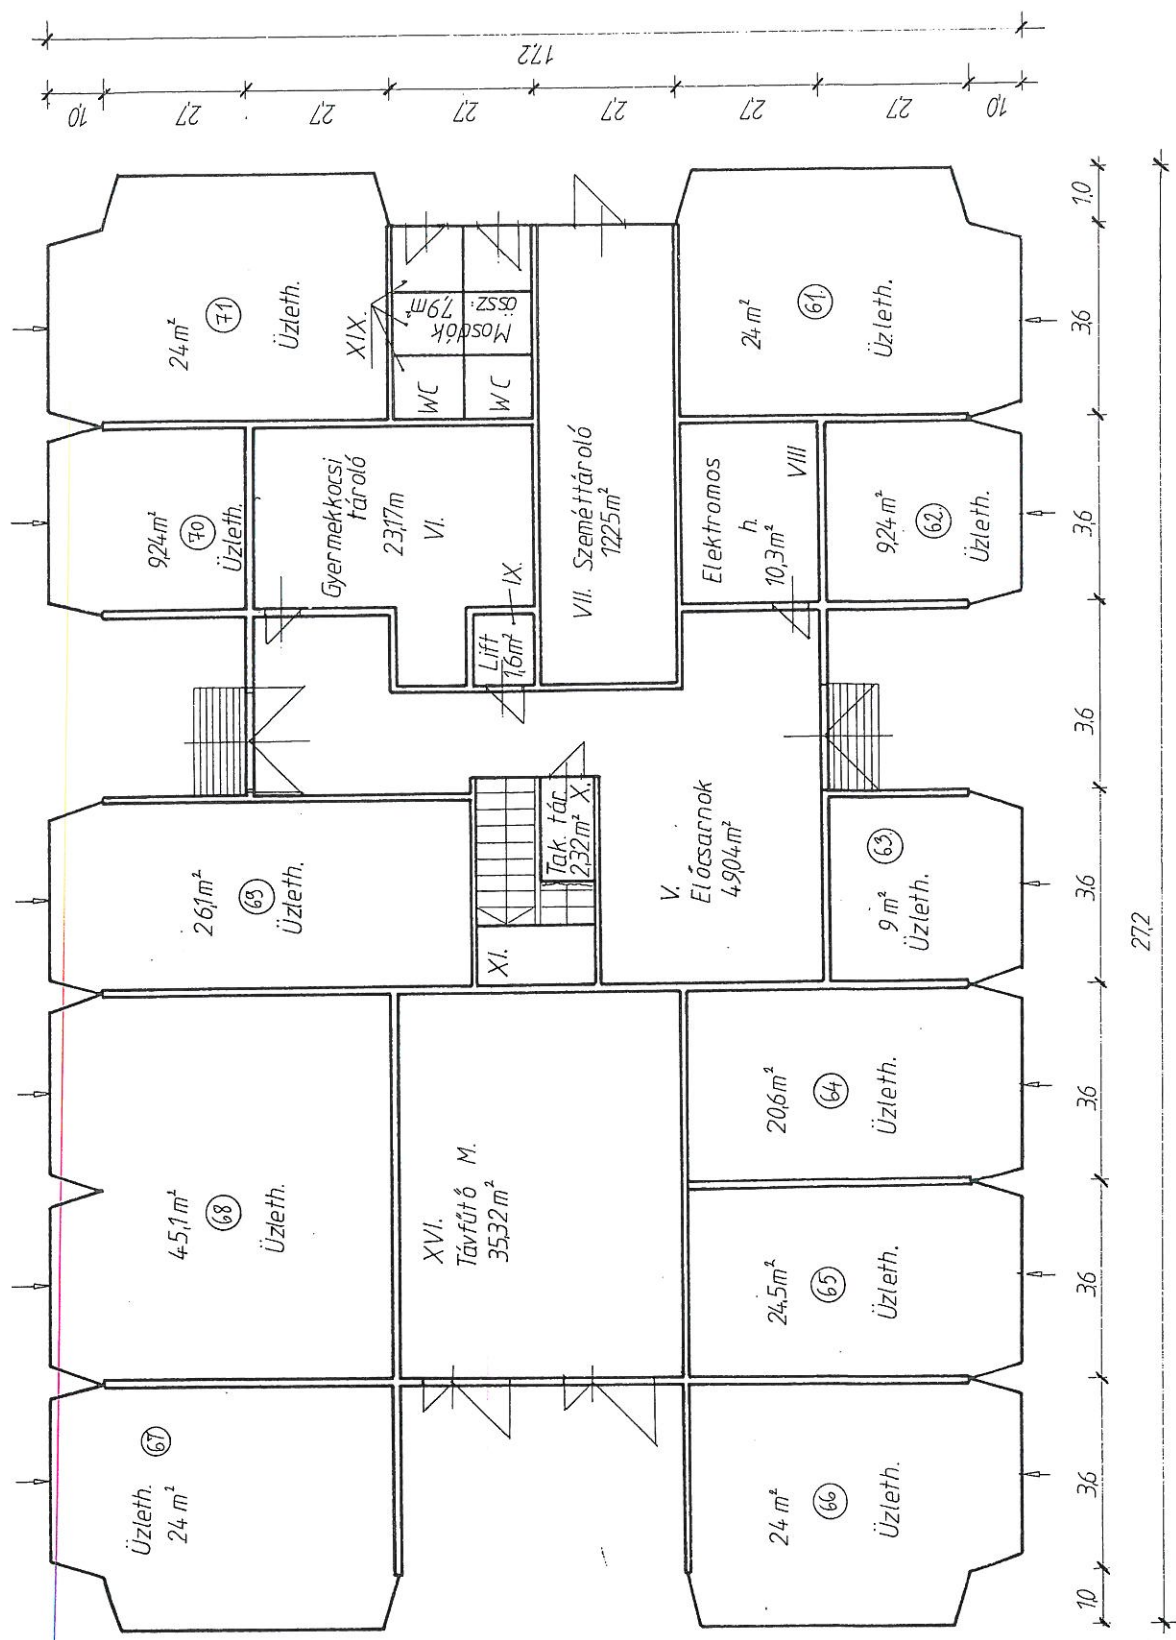 17,2
1,0
2,7
2,7
2,7
2,7
2,7
2,7
1,0
27,2
1,0
3,6
3,6
3,6
3,6
3,6
3,6
3,6
1,0
Üzleth.
67
24 m²
45,1 m²
68
Üzleth.
26,1 m²
69
Üzleth.
9,24 m²
70
Üzleth.
24 m²
71
Üzleth.
XVI.
Távfűtő M.
35,32 m²
XI.
Tak. tár.
2,32 m² X.
Lift
1,6 m²
IX.
Gyermekkocsi
tároló
23,17m
VI.
XIX.
WC
WC
Mosdók
össz:
7,9 m²
VII. Szeméttároló
12,25 m²
V.
Előcsarnok
49,04 m²
Elektromos
h.
10,3 m²
VIII
24 m²
66
Üzleth.
24,5 m²
65
Üzleth.
20,6 m²
64
Üzleth.
63.
9 m²
Üzleth.
9,24 m²
62.
Üzleth.
24 m²
61.
Üzleth.